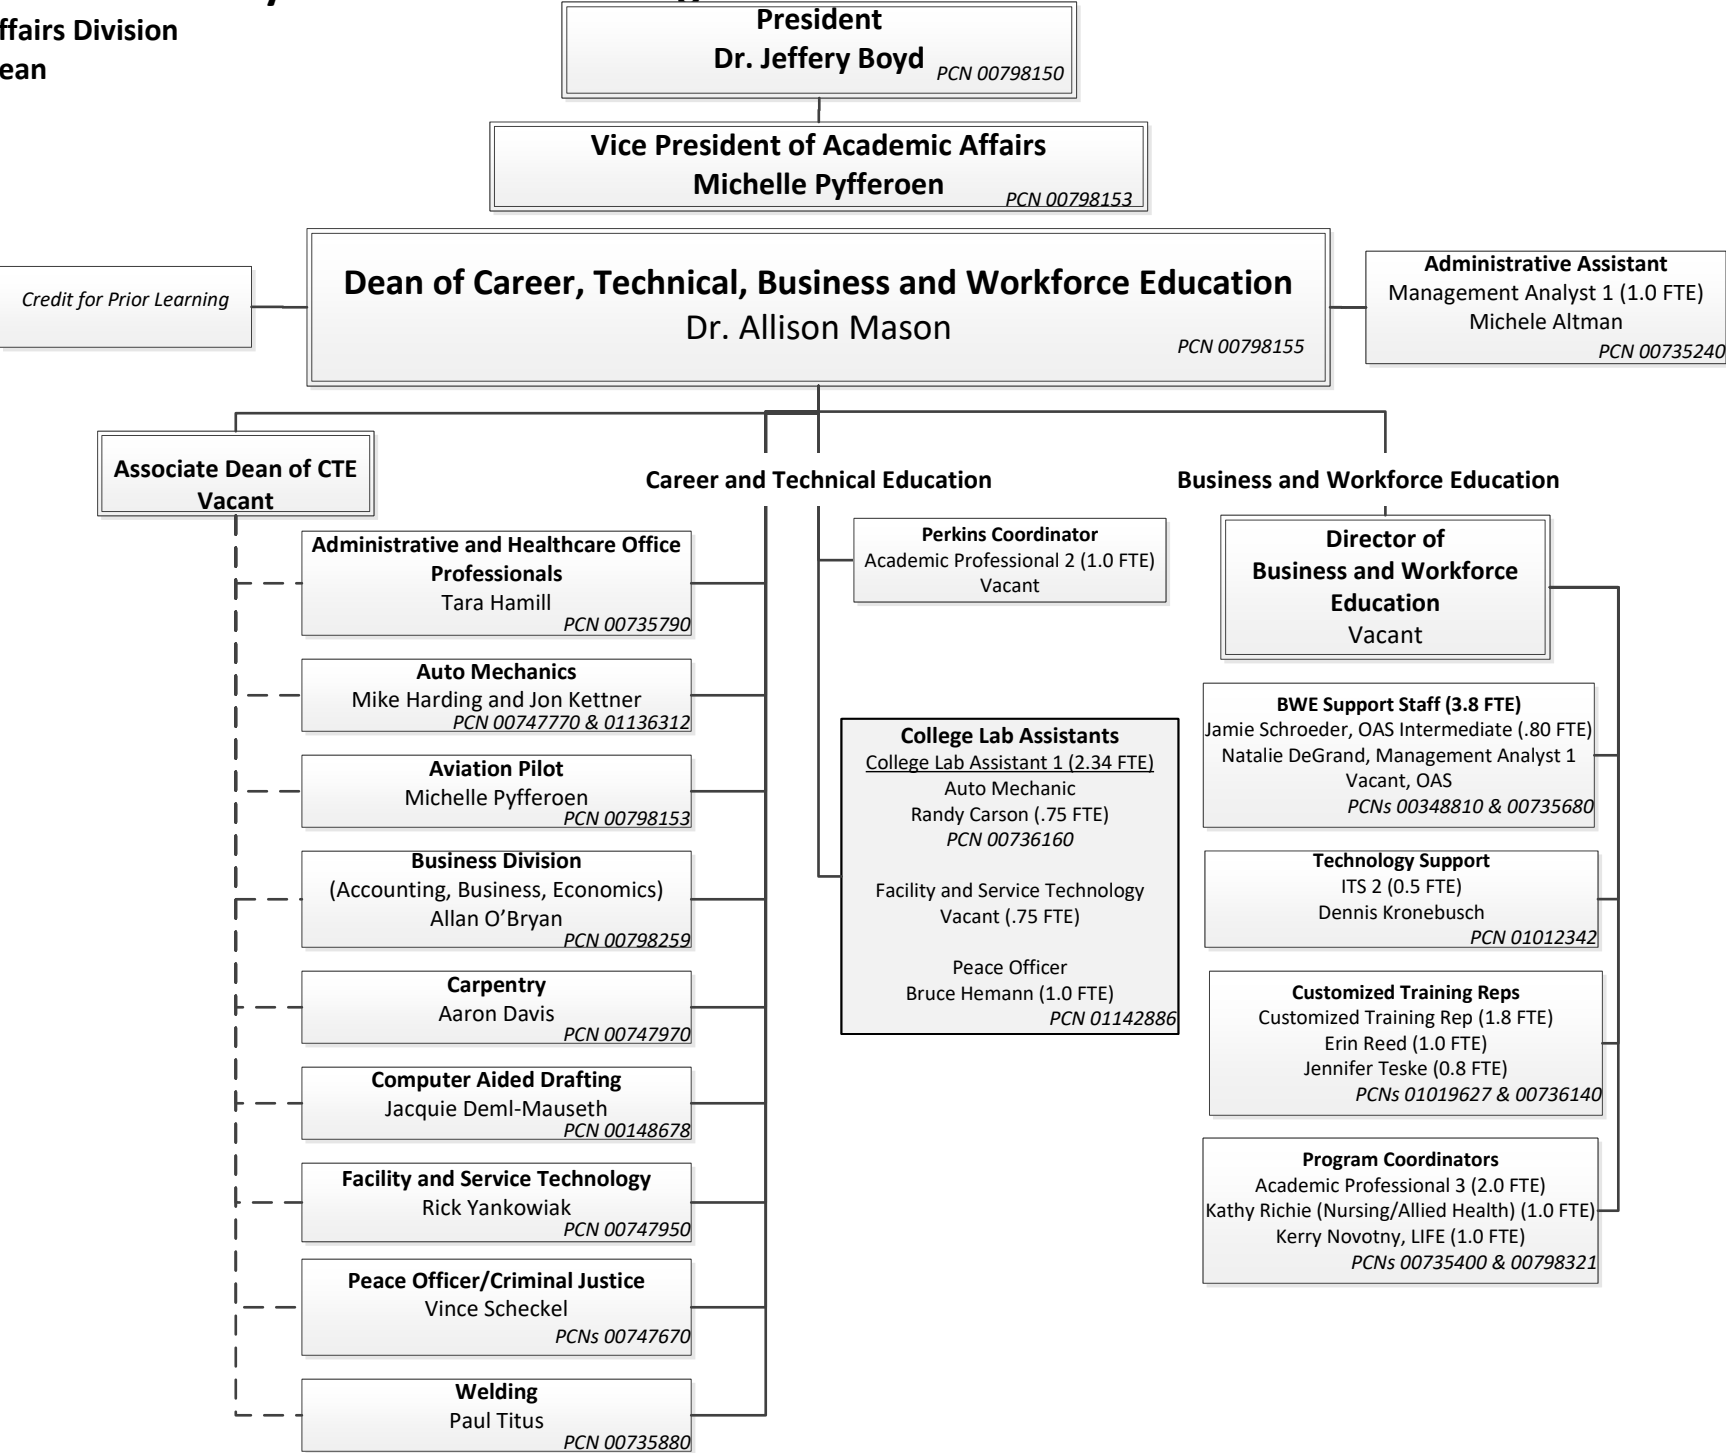 ffairs Division
ean
President
Dr. Jeffery Boyd
PCN 00798150
Vice President of Academic Affairs
Michelle Pyfferoen
PCN 00798153
Credit for Prior Learning
Dean of Career, Technical, Business and Workforce Education
Dr. Allison Mason
PCN 00798155
Administrative Assistant
Management Analyst 1 (1.0 FTE)
Michele Altman
PCN 00735240
Associate Dean of CTE
Vacant
Career and Technical Education
Business and Workforce Education
Administrative and Healthcare Office
Professionals
Tara Hamill
PCN 00735790
Auto Mechanics
Mike Harding and Jon Kettner
PCN 00747770 & 01136312
Aviation Pilot
Michelle Pyfferoen
PCN 00798153
Business Division
(Accounting, Business, Economics)
Allan O’Bryan
PCN 00798259
Carpentry
Aaron Davis
PCN 00747970
Computer Aided Drafting
Jacquie Deml-Mauseth
PCN 00148678
Facility and Service Technology
Rick Yankowiak
PCN 00747950
Peace Officer/Criminal Justice
Vince Scheckel
PCNs 00747670
Welding
Paul Titus
PCN 00735880
Perkins Coordinator
Academic Professional 2 (1.0 FTE)
Vacant
College Lab Assistants
College Lab Assistant 1 (2.34 FTE)
Auto Mechanic
Randy Carson (.75 FTE)
PCN 00736160
Facility and Service Technology
Vacant (.75 FTE)
Peace Officer
Bruce Hemann (1.0 FTE)
PCN 01142886
Director of
Business and Workforce
Education
Vacant
BWE Support Staff (3.8 FTE)
Jamie Schroeder, OAS Intermediate (.80 FTE)
Natalie DeGrand, Management Analyst 1
Vacant, OAS
PCNs 00348810 & 00735680
Technology Support
ITS 2 (0.5 FTE)
Dennis Kronebusch
PCN 01012342
Customized Training Reps
Customized Training Rep (1.8 FTE)
Erin Reed (1.0 FTE)
Jennifer Teske (0.8 FTE)
PCNs 01019627 & 00736140
Program Coordinators
Academic Professional 3 (2.0 FTE)
Kathy Richie (Nursing/Allied Health) (1.0 FTE)
Kerry Novotny, LIFE (1.0 FTE)
PCNs 00735400 & 00798321